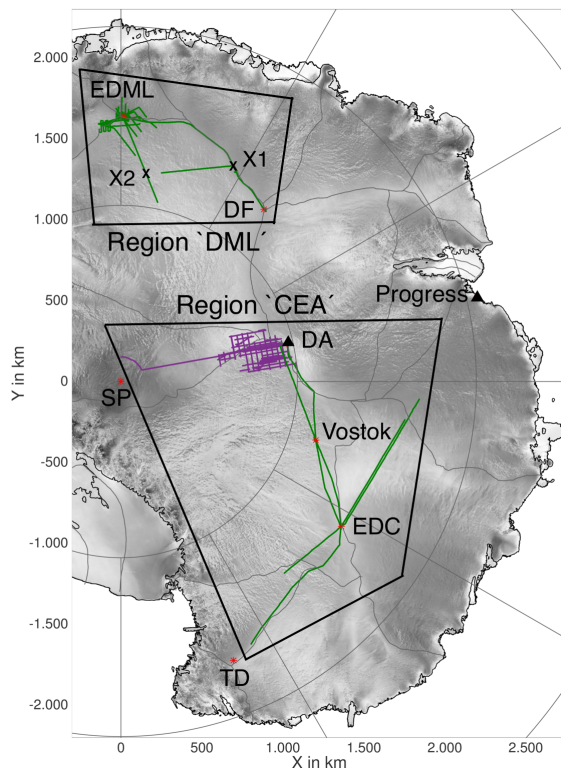 2.000
EDML
1.500
X1
X2
1.000
DF
Region `DML´
500
Region `CEA´
Progress
DA
Y in km
0
SP
Vostok
-500
EDC
-1.000
-1.500
TD
-2.000
0 500 1.000 1.500 2.000 2.500
X in km